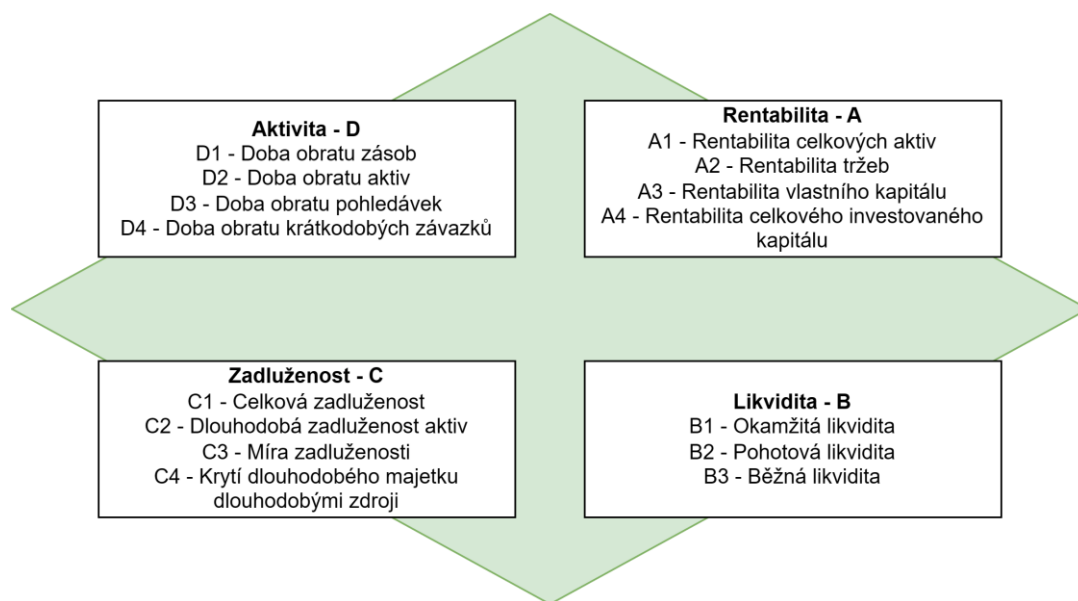 Aktivita - D
D1 - Doba obratu zásob
D2 - Doba obratu aktiv
D3 - Doba obratu pohledávek
D4 - Doba obratu krátkodobých závazků
Rentabilita - A
A1 - Rentabilita celkových aktiv
A2 - Rentabilita tržeb
A3 - Rentabilita vlastního kapitálu
A4 - Rentabilita celkového investovaného
kapitálu
Zadluženost - C
C1 - Celková zadluženost
C2 - Dlouhodobá zadluženost aktiv
C3 - Míra zadluženosti
C4 - Krytí dlouhodobého majetku
dlouhodobými zdroji
Likvidita - B
B1 - Okamžitá likvidita
B2 - Pohotová likvidita
B3 - Běžná likvidita